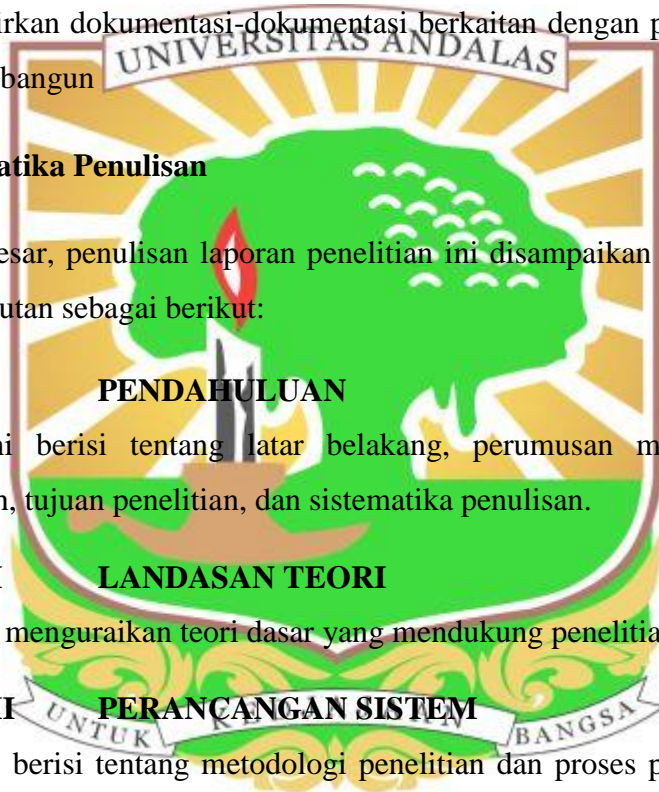 irkan dokumentasi-dokumentasi berkaitan dengan p
UNIVERSITAS ANDALAS
bangun
atika Penulisan
esar, penulisan laporan penelitian ini disampaikan
utan sebagai berikut:
PENDAHULUAN
ni berisi tentang latar belakang, perumusan m
n, tujuan penelitian, dan sistematika penulisan.
I LANDASAN TEORI
menguraikan teori dasar yang mendukung penelitia
II PERANCANGAN SISTEM
UNTUK KEDJAJAAN BANGSA
berisi tentang metodologi penelitian dan proses p